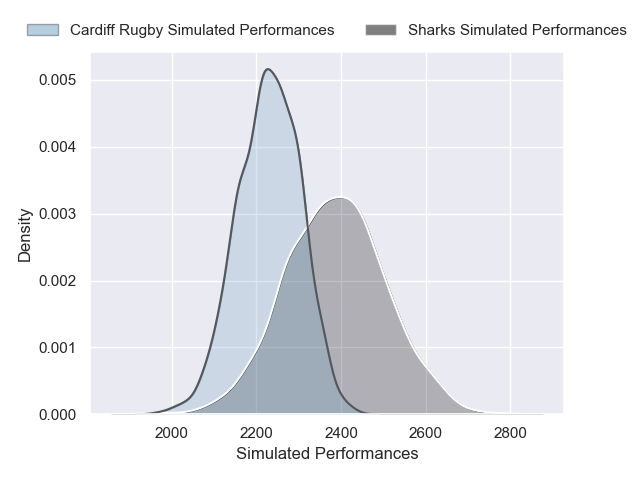 Cardiff Rugby Simulated Performances
Sharks Simulated Performances
0.005
0.004
0.003
0.002
0.001
0.000
Density
2000 2200 2400 2600 2800
Simulated Performances